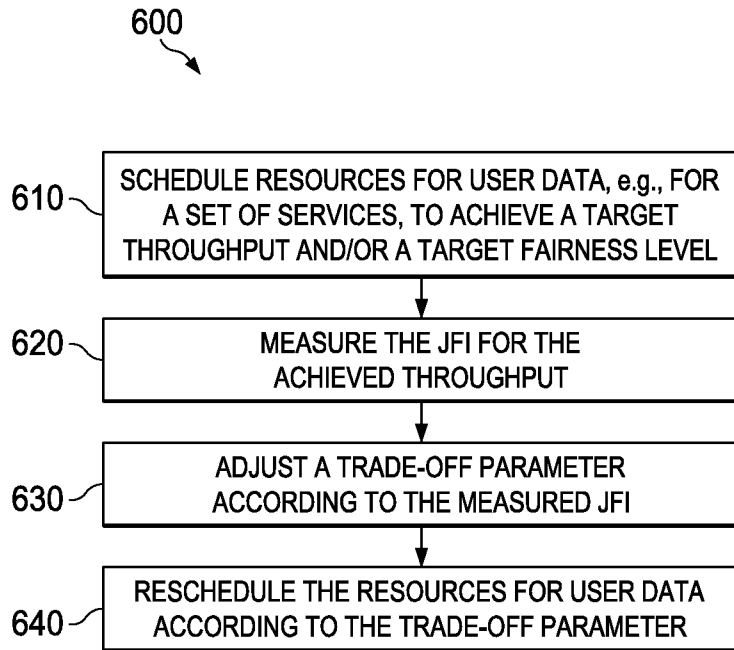 600
610
SCHEDULE RESOURCES FOR USER DATA, e.g., FOR
A SET OF SERVICES, TO ACHIEVE A TARGET
THROUGHPUT AND/OR A TARGET FAIRNESS LEVEL
620
MEASURE THE JFI FOR THE
ACHIEVED THROUGHPUT
630
ADJUST A TRADE-OFF PARAMETER
ACCORDING TO THE MEASURED JFI
640
RESCHEDULE THE RESOURCES FOR USER DATA
ACCORDING TO THE TRADE-OFF PARAMETER